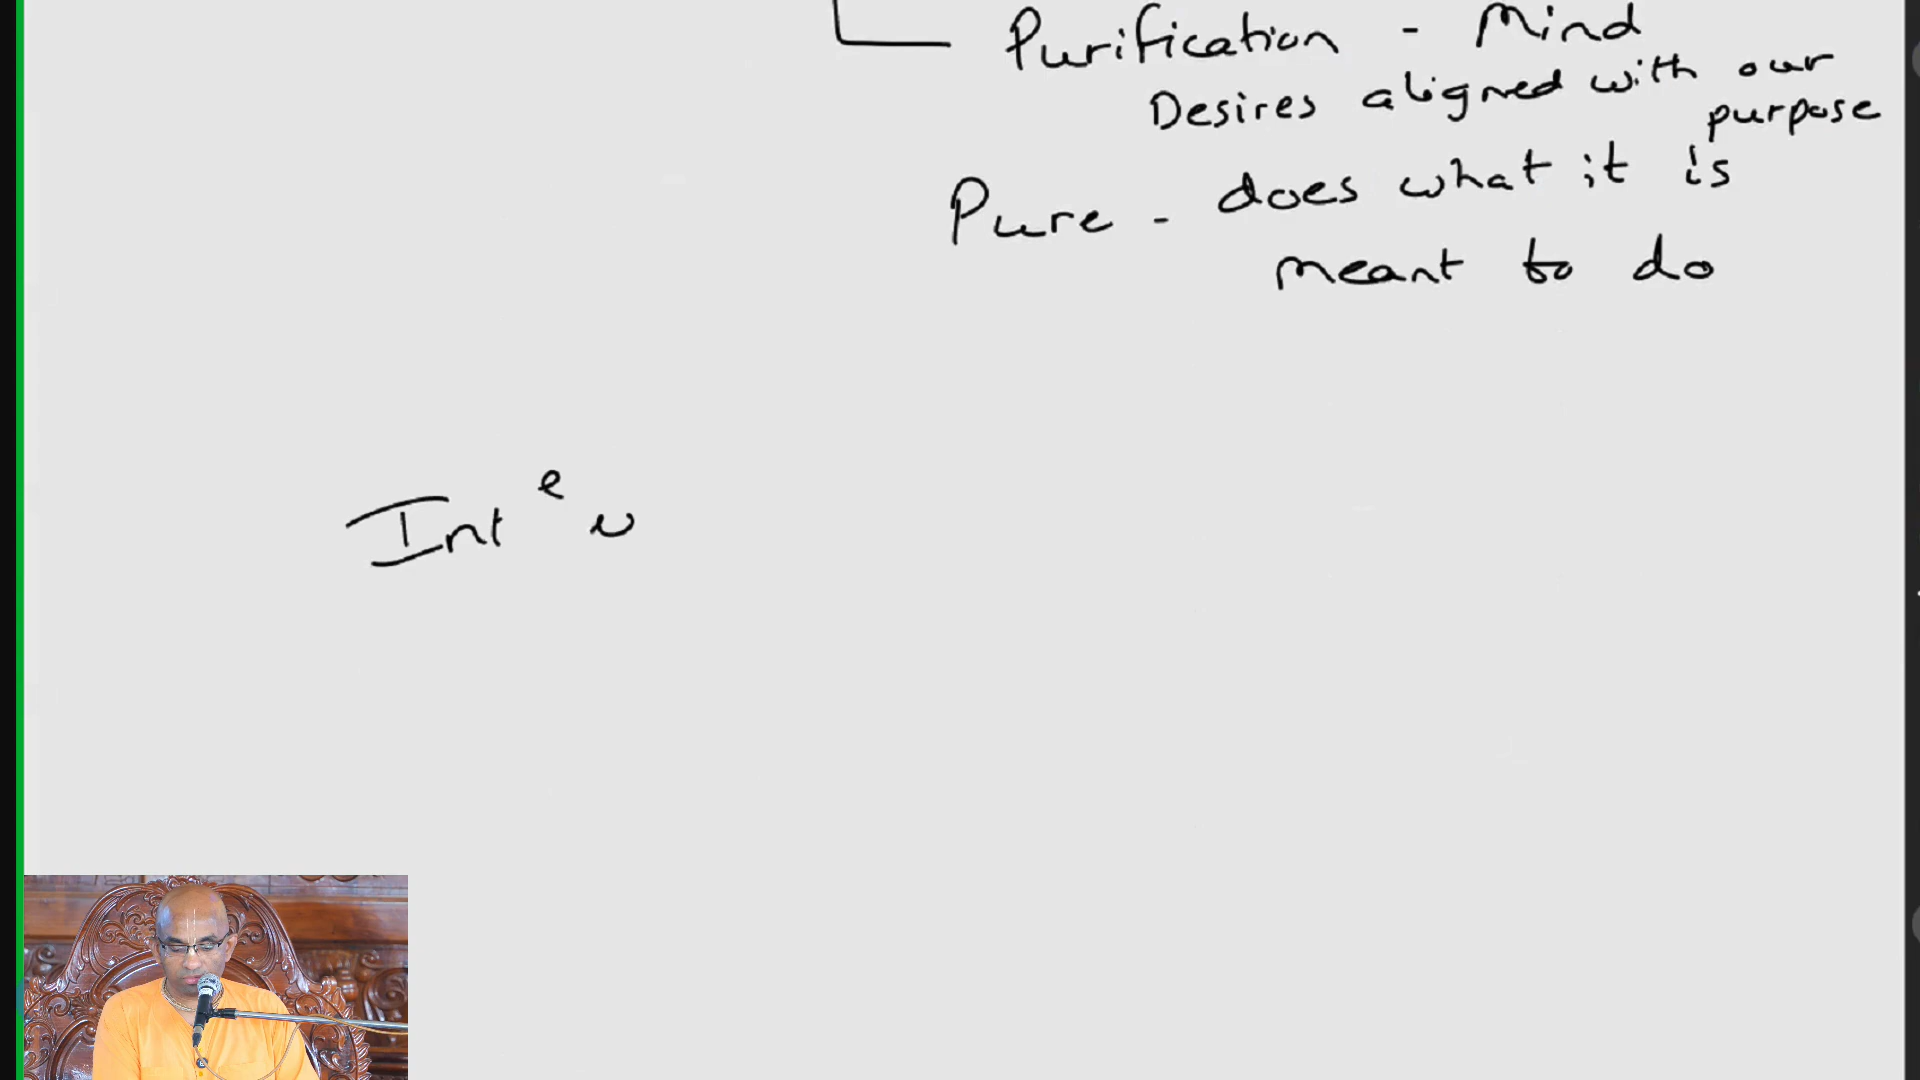 Purification - Mind
Desires aligned with our
purpose
Pure - does what it is
meant to do
Int e